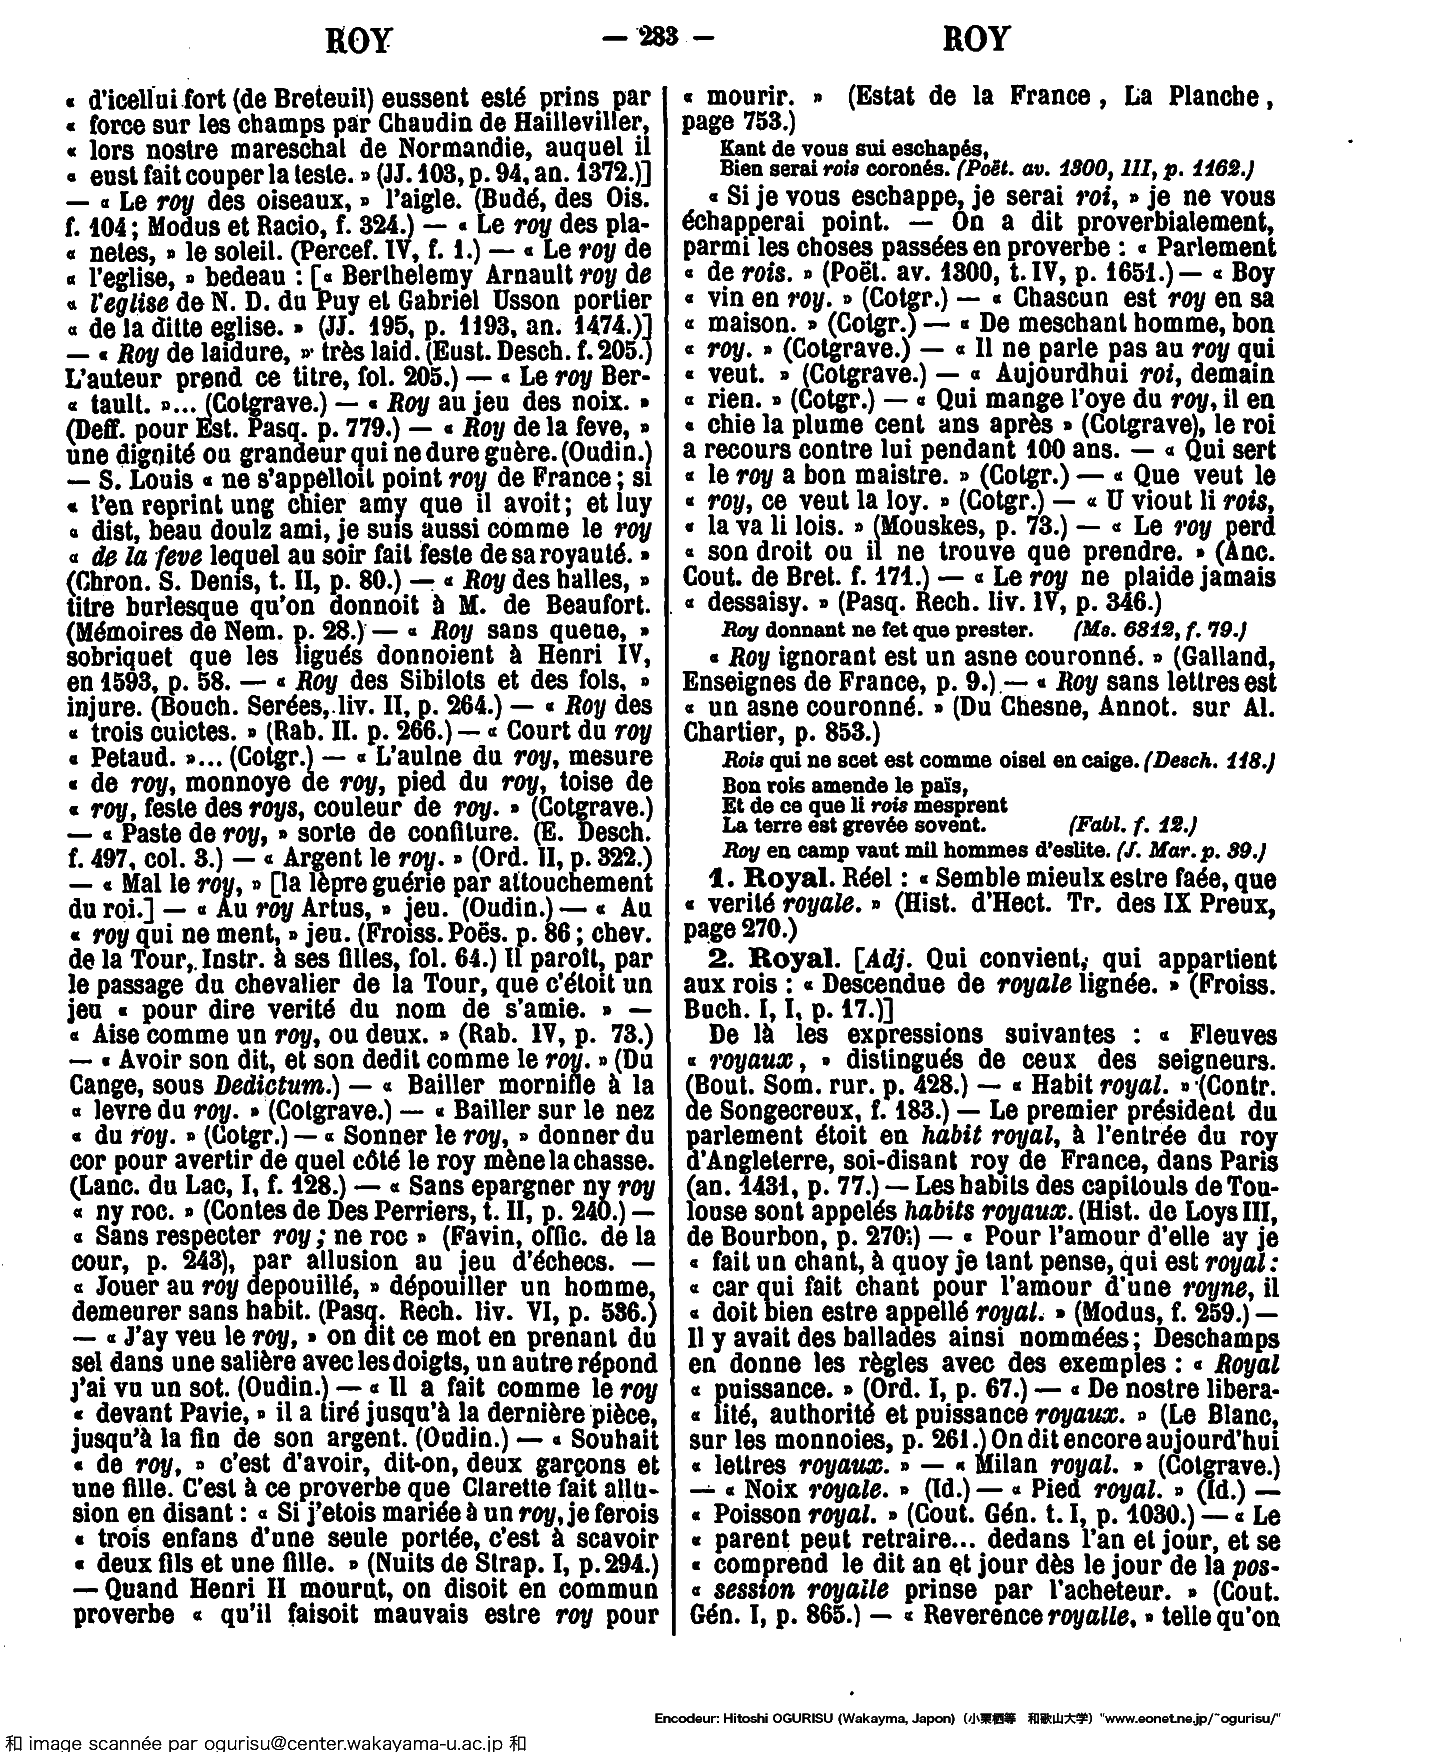 ROY — 283 — ROY
« d'icellui fort (de Breteuil) eussent esté prins par
« force sur les champs par Chaudin de Hailleviller,
« lors nostre mareschal de Normandie, auquel il
« eust fait couper la teste. » (JJ. 103, p. 94, an. 1372.)]
— « Le roy des oiseaux, » l'aigle. (Budé, des Ois.
f. 104; Modus et Racio, f. 324.) — « Le roy des pla-
« netes, » le soleil. (Percef. IV, f. 1.) — « Le roy de
« l'eglise, » bedeau : [« Berthelemy Arnault roy de
« l'eglise de N. D. du Puy et Gabriel Usson portier
« de la ditte eglise. » (JJ. 195, p. 1193, an. 1474.)]
— « Roy de laidure, » très laid. (Eust. Desch. f. 205.)
L'auteur prend ce titre, fol. 205.) — « Le roy Ber-
« tault. »... (Cotgrave.) — « Roy au jeu des noix. »
(Deff. pour Est. Pasq. p. 779.) — « Roy de la feve, »
une dignité ou grandeur qui ne dure guère. (Oudin.)
— S. Louis « ne s'appelloit point roy de France; si
« l'en reprint ung chier amy que il avoit; et luy
« dist, beau doulz ami, je suis aussi comme le roy
« de la feve lequel au soir fait feste de sa royauté. »
(Chron. S. Denis, t. II, p. 80.) — « Roy des halles, »
titre burlesque qu'on donnoit à M. de Beaufort.
(Mémoires de Nem. p. 28.) — « Roy sans queue, »
sobriquet que les ligués donnoient à Henri IV,
en 1593, p. 58. — « Roy des Sibilots et des fols, »
injure. (Bouch. Serées, liv. II, p. 264.) — « Roy des
« trois cuictes. » (Rab. II. p. 266.) — « Court du roy
« Petaud. »... (Cotgr.) — « L'aulne du roy, mesure
« de roy, monnoye de roy, pied du roy, toise de
« roy, feste des roys, couleur de roy. » (Cotgrave.)
— « Paste de roy, » sorte de confiture. (E. Desch.
f. 497, col. 3.) — « Argent le roy. » (Ord. II, p. 322.)
— « Mal le roy, » [la lèpre guérie par attouchement
du roi.] — « Au roy Artus, » jeu. (Oudin.) — « Au
« roy qui ne ment, » jeu. (Froiss. Poës. p. 86; chev.
de la Tour, Instr. à ses filles, fol. 64.) Il paroît, par
le passage du chevalier de la Tour, que c'étoit un
jeu « pour dire verité du nom de s'amie. » —
« Aise comme un roy, ou deux. » (Rab. IV, p. 73.)
— « Avoir son dit, et son dedit comme le roy. » (Du
Cange, sous Dedictum.) — « Bailler mornifle à la
« levre du roy. » (Cotgrave.) — « Bailler sur le nez
« du roy. » (Cotgr.) — « Sonner le roy, » donner du
cor pour avertir de quel côté le roy mène la chasse.
(Lanc. du Lac, I, f. 128.) — « Sans epargner ny roy
« ny roc. » (Contes de Des Perriers, t. II, p. 240.) —
« Sans respecter roy; ne roc » (Favin, offic. de la
cour, p. 243), par allusion au jeu d'échecs. —
« Jouer au roy depouillé, » dépouiller un homme,
demeurer sans habit. (Pasq. Rech. liv. VI, p. 536.)
— « J'ay veu le roy, » on dit ce mot en prenant du
sel dans une salière avec les doigts, un autre répond
j'ai vu un sot. (Oudin.) — « Il a fait comme le roy
« devant Pavie, » il a tiré jusqu'à la dernière pièce,
jusqu'à la fin de son argent. (Oudin.) — « Souhait
« de roy, » c'est d'avoir, dit-on, deux garçons et
une fille. C'est à ce proverbe que Clarette fait allu-
sion en disant : « Si j'etois mariée à un roy, je ferois
« trois enfans d'une seule portée, c'est à scavoir
« deux fils et une fille. » (Nuits de Strap. I, p. 294.)
— Quand Henri II mourut, on disoit en commun
proverbe « qu'il faisoit mauvais estre roy pour
« mourir. » (Estat de la France, La Planche,
page 753.)
Kant de vous sui eschapés,
Bien serai rois coronés. (Poët. av. 1300, III, p. 1162.)
« Si je vous eschappe, je serai roi, » je ne vous
échapperai point. — On a dit proverbialement,
parmi les choses passées en proverbe : « Parlement
« de rois. » (Poët. av. 1300, t. IV, p. 1651.) — « Boy
« vin en roy. » (Cotgr.) — « Chascun est roy en sa
« maison. » (Cotgr.) — « De meschant homme, bon
« roy. » (Cotgrave.) — « Il ne parle pas au roy qui
« veut. » (Cotgrave.) — « Aujourdhui roi, demain
« rien. » (Cotgr.) — « Qui mange l'oye du roy, il en
« chie la plume cent ans après » (Cotgrave), le roi
a recours contre lui pendant 100 ans. — « Qui sert
« le roy a bon maistre. » (Cotgr.) — « Que veut le
« roy, ce veut la loy. » (Cotgr.) — « U viout li rois,
« la va li lois. » (Mouskes, p. 73.) — « Le roy perd
« son droit ou il ne trouve que prendre. » (Anc.
Cout. de Bret. f. 171.) — « Le roy ne plaide jamais
« dessaisy. » (Pasq. Rech. liv. IV, p. 346.)
Roy donnant ne fet que prester. (Ms. 6812, f. 79.)
« Roy ignorant est un asne couronné. » (Galland,
Enseignes de France, p. 9.) — « Roy sans lettres est
« un asne couronné. » (Du Chesne, Annot. sur Al.
Chartier, p. 853.)
Rois qui ne scet est comme oisel en caige. (Desch. 118.)
Bon rois amende le païs,
Et de ce que li rois mesprent
La terre est grevée sovent. (Fabl. f. 12.)
Roy en camp vaut mil hommes d'eslite. (J. Mar. p. 39.)
1. Royal. Réel : « Semble mieulx estre faée, que
« verité royale. » (Hist. d'Hect. Tr. des IX Preux,
page 270.)
2. Royal. [Adj. Qui convient, qui appartient
aux rois : « Descendue de royale lignée. » (Froiss.
Buch. I, I, p. 17.)]
De là les expressions suivantes : « Fleuves
« royaux, » distingués de ceux des seigneurs.
(Bout. Som. rur. p. 428.) — « Habit royal. » (Contr.
de Songecreux, f. 183.) — Le premier président du
parlement étoit en habit royal, à l'entrée du roy
d'Angleterre, soi-disant roy de France, dans Paris
(an. 1431, p. 77.) — Les habits des capitouls de Tou-
louse sont appelés habits royaux. (Hist. de Loys III,
de Bourbon, p. 270.) — « Pour l'amour d'elle ay je
« fait un chant, à quoy je tant pense, qui est royal :
« car qui fait chant pour l'amour d'une royne, il
« doit bien estre appellé royal. » (Modus, f. 259.) —
Il y avait des ballades ainsi nommées; Deschamps
en donne les règles avec des exemples : « Royal
« puissance. » (Ord. I, p. 67.) — « De nostre libera-
« lité, authorité et puissance royaux. » (Le Blanc,
sur les monnoies, p. 261.) On dit encore aujourd'hui
« lettres royaux. » — « Milan royal. » (Cotgrave.)
— « Noix royale. » (Id.) — « Pied royal. » (Id.) —
« Poisson royal. » (Cout. Gén. t. I, p. 1030.) — « Le
« parent peut retraire... dedans l'an et jour, et se
« comprend le dit an et jour dès le jour de la pos-
« session royalle prinse par l'acheteur. » (Cout.
Gén. I, p. 865.) — « Reverence royalle, » telle qu'on
Encodeur: Hitoshi OGURISU (Wakayma, Japon) (小栗栖等 和歌山大学) "www.eonet.ne.jp/~ogurisu/"
和 image scannée par ogurisu@center.wakayama-u.ac.jp 和